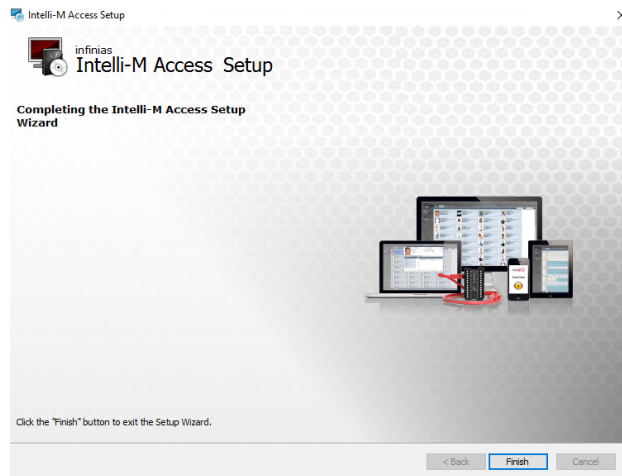 Intelli-M Access Setup
infinias
Intelli-M Access Setup
Completing the Intelli-M Access Setup
Wizard
Click the "Finish" button to exit the Setup Wizard.
< Back Finish Cancel